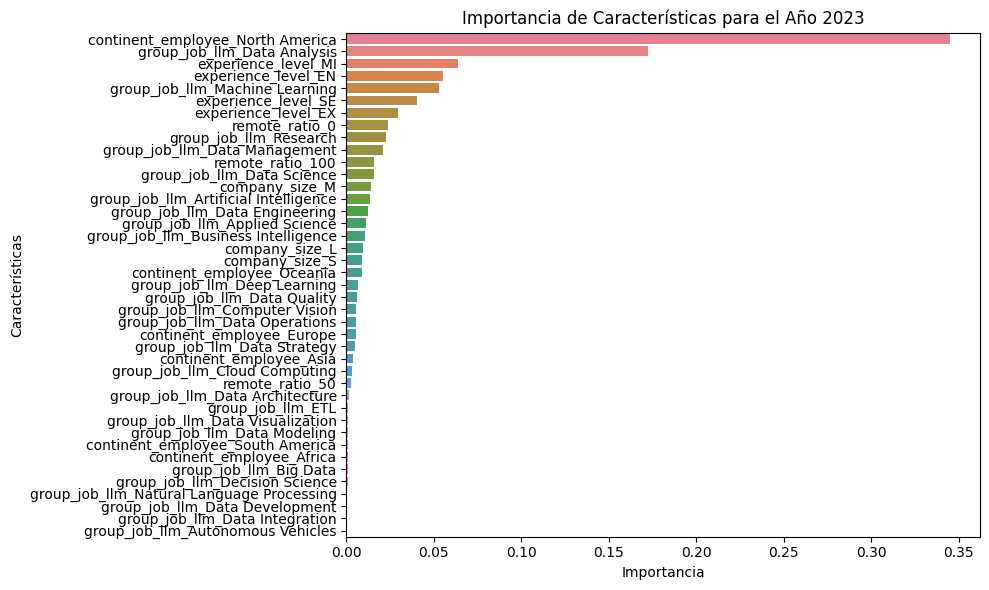 Importancia de Características para el Año 2023
Características
continent_employee_North America
group_job_llm_Data Analysis
experience_level_MI
experience_level_EN
group_job_llm_Machine Learning
experience_level_SE
experience_level_EX
remote_ratio_0
group_job_llm_Research
group_job_llm_Data Management
remote_ratio_100
group_job_llm_Data Science
company_size_M
group_job_llm_Artificial Intelligence
group_job_llm_Data Engineering
group_job_llm_Applied Science
group_job_llm_Business Intelligence
company_size_L
company_size_S
continent_employee_Oceania
group_job_llm_Deep Learning
group_job_llm_Data Quality
group_job_llm_Computer Vision
group_job_llm_Data Operations
continent_employee_Europe
group_job_llm_Data Strategy
continent_employee_Asia
group_job_llm_Cloud Computing
remote_ratio_50
group_job_llm_Data Architecture
group_job_llm_ETL
group_job_llm_Data Visualization
group_job_llm_Data Modeling
continent_employee_South America
continent_employee_Africa
group_job_llm_Big Data
group_job_llm_Decision Science
group_job_llm_Natural Language Processing
group_job_llm_Data Development
group_job_llm_Data Integration
group_job_llm_Autonomous Vehicles
0.00 0.05 0.10 0.15 0.20 0.25 0.30 0.35
Importancia